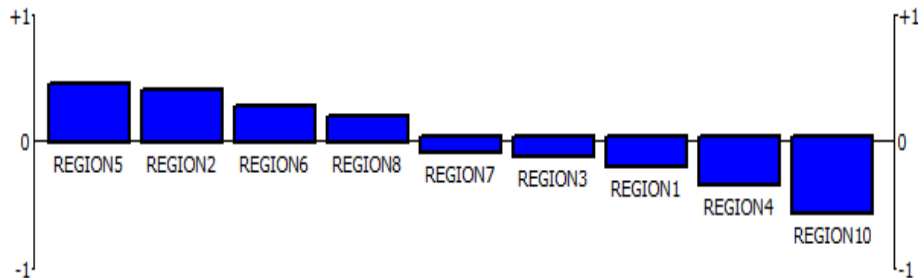 +1
+1
0
0
REGION5
REGION2
REGION6
REGION8
REGION7
REGION3
REGION1
REGION4
REGION10
-1
-1